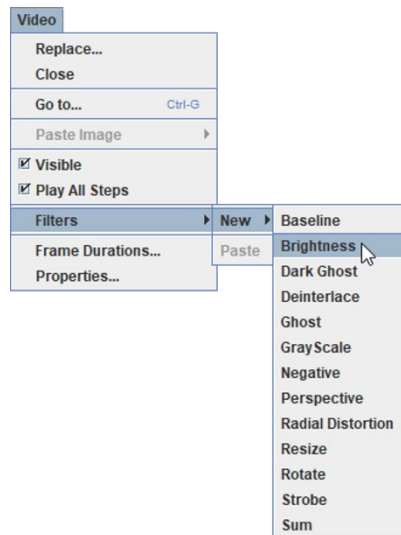 Video
Replace...
Close
Go to... Ctrl-G
Paste Image
Visible
Play All Steps
Filters
Frame Durations...
Properties...
New
Paste
Baseline
Brightness
Dark Ghost
Deinterlace
Ghost
GrayScale
Negative
Perspective
Radial Distortion
Resize
Rotate
Strobe
Sum